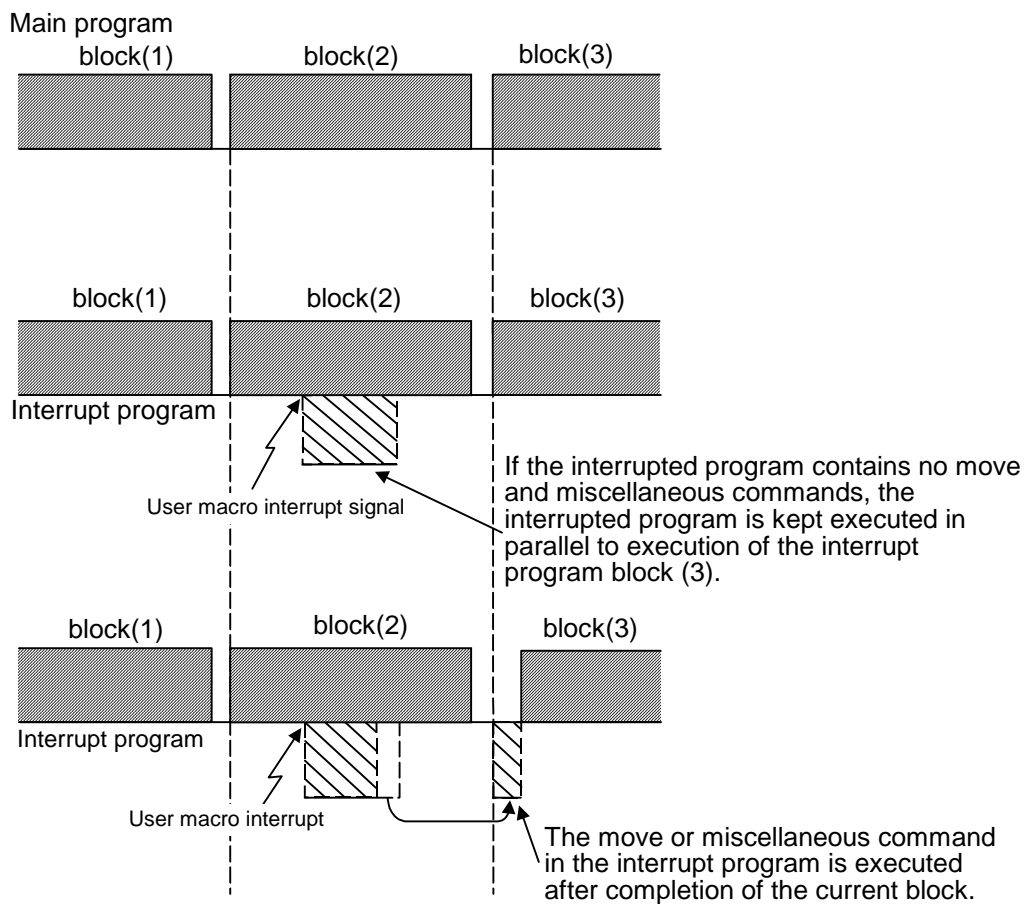 Main program
block(1) block(2) block(3)
block(1) block(2) block(3)
Interrupt program
User macro interrupt signal
If the interrupted program contains no move
and miscellaneous commands, the
interrupted program is kept executed in
parallel to execution of the interrupt
program block (3).
block(1) block(2) block(3)
Interrupt program
User macro interrupt
The move or miscellaneous command
in the interrupt program is executed
after completion of the current block.